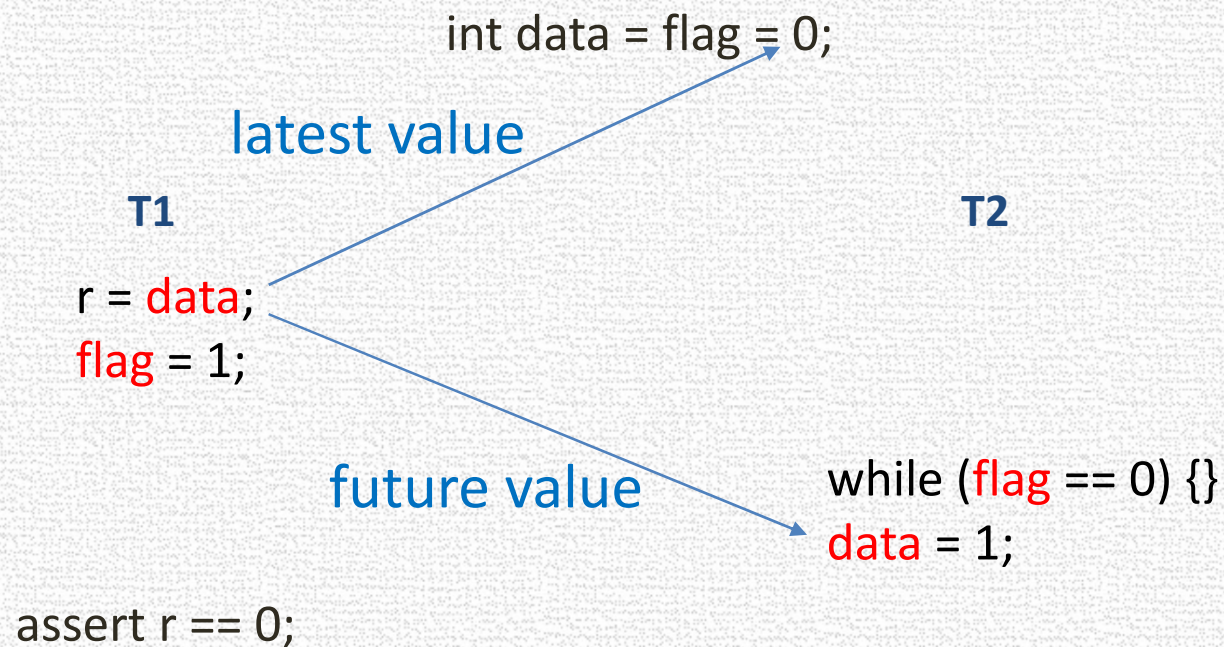 int data = flag = 0;
latest value
T1
T2
r = data;
flag = 1;
future value
while (flag == 0) {}
data = 1;
assert r == 0;